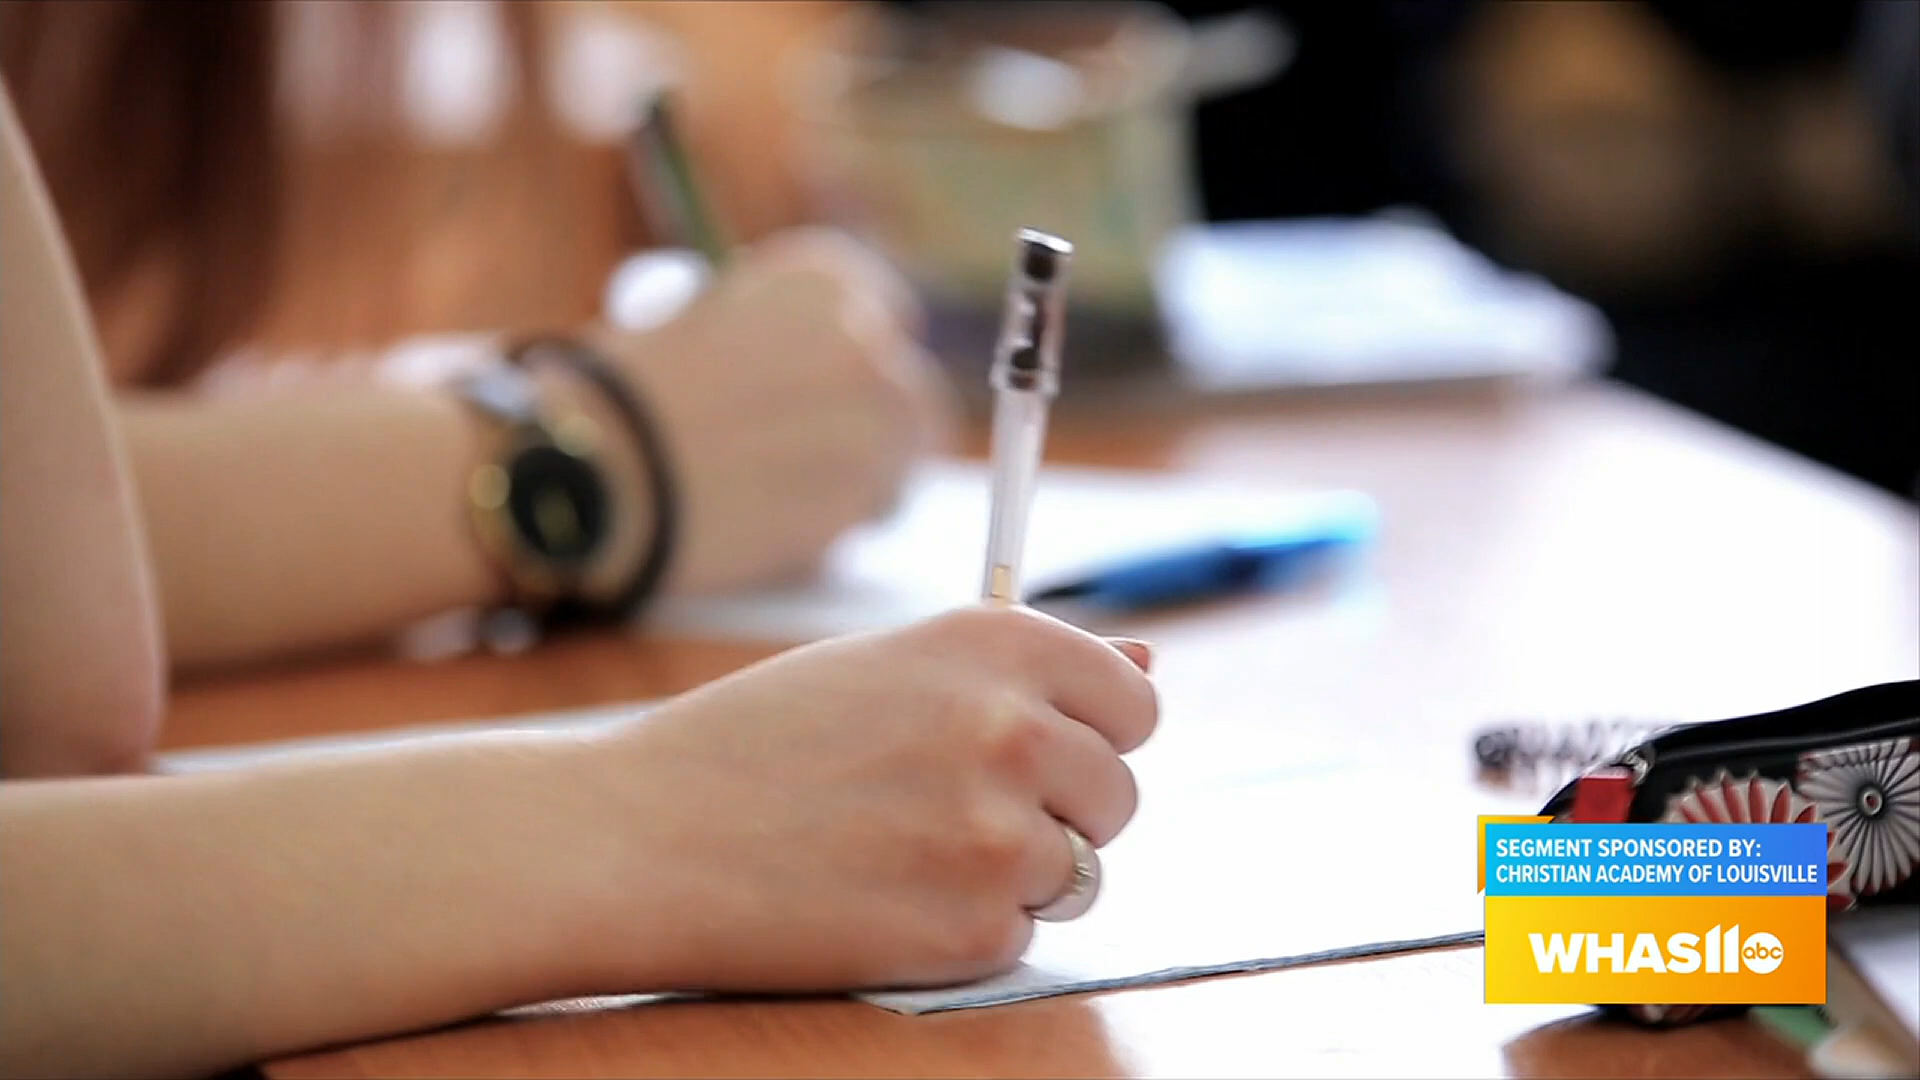 SEGMENT SPONSORED BY:
CHRISTIAN ACADEMY OF LOUISVILLE
WHAS11 abc